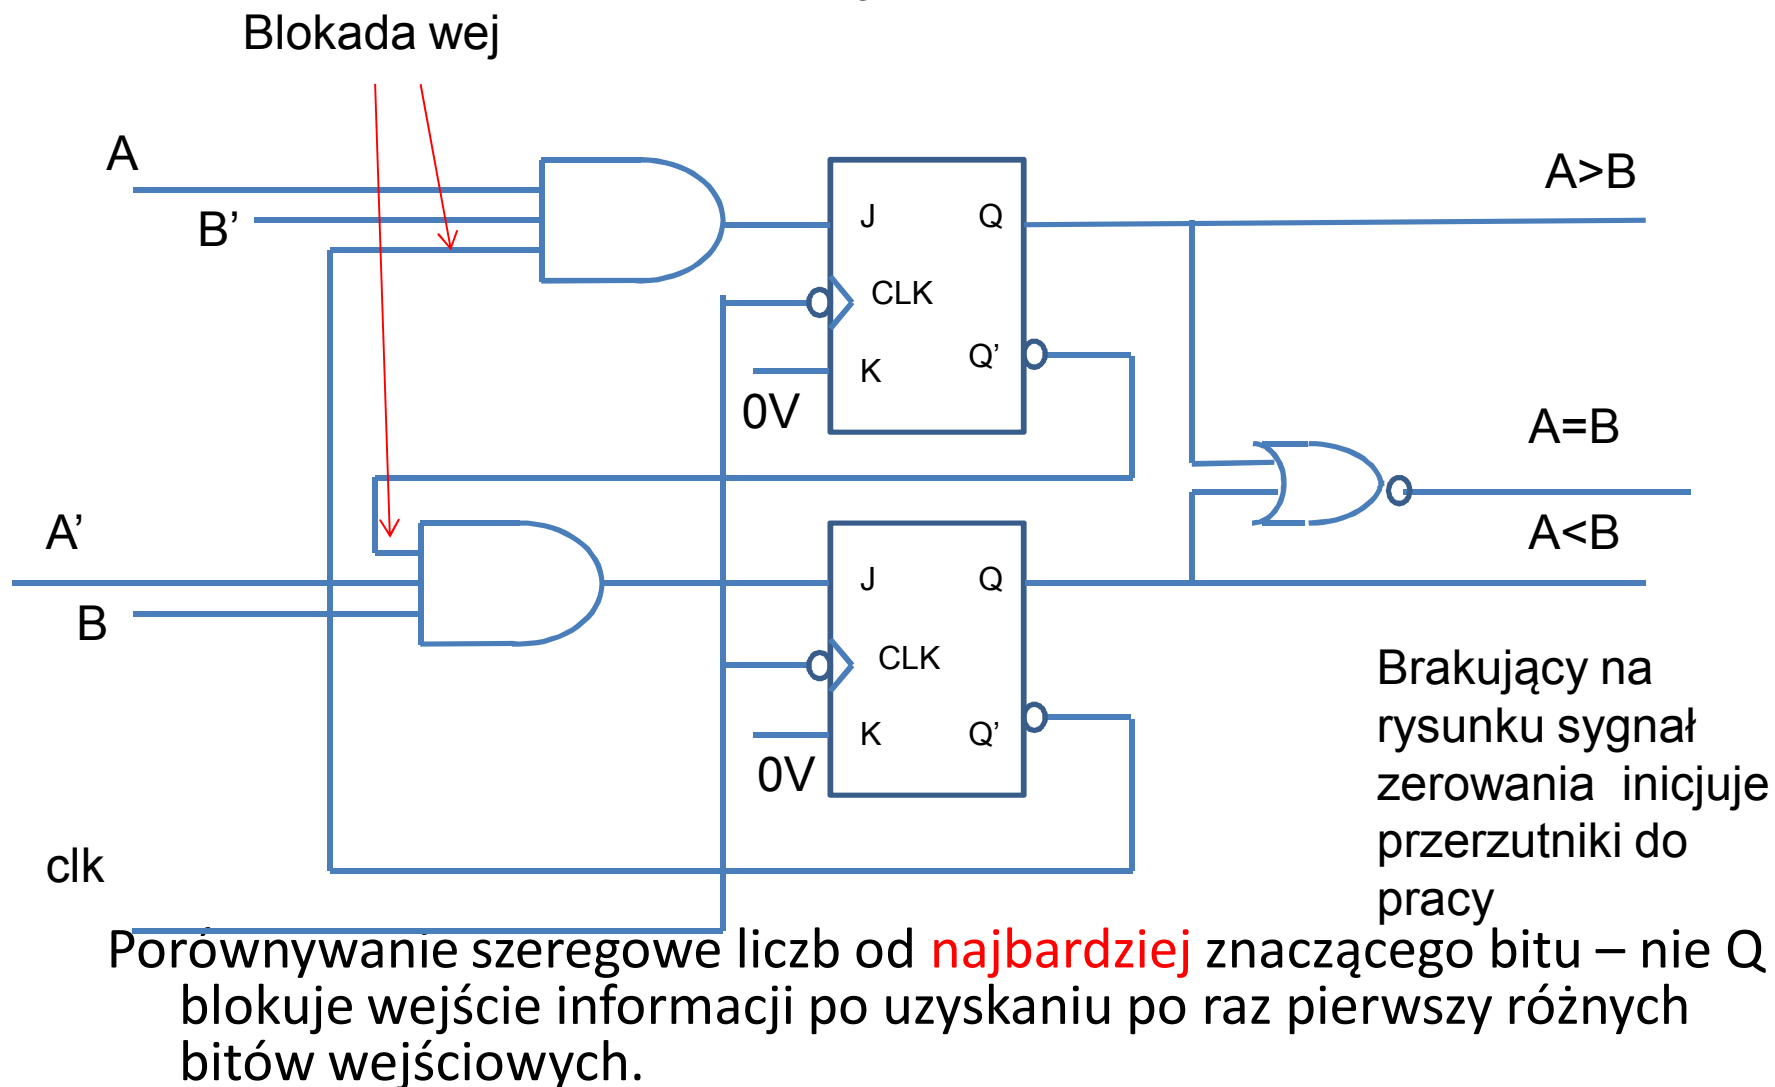 Blokada wej
A
A>B
B’
J
Q
CLK
Q’
K
0V
A=B
A’
A<B
J
Q
B
CLK
Brakujący na
rysunku sygnał
K
Q’
0V
zerowania inicjuje
przerzutniki do
clk
pracy
Porównywanie szeregowe liczb od najbardziej znaczącego bitu – nie Q
blokuje wejście informacji po uzyskaniu po raz pierwszy różnych
bitów wejściowych.